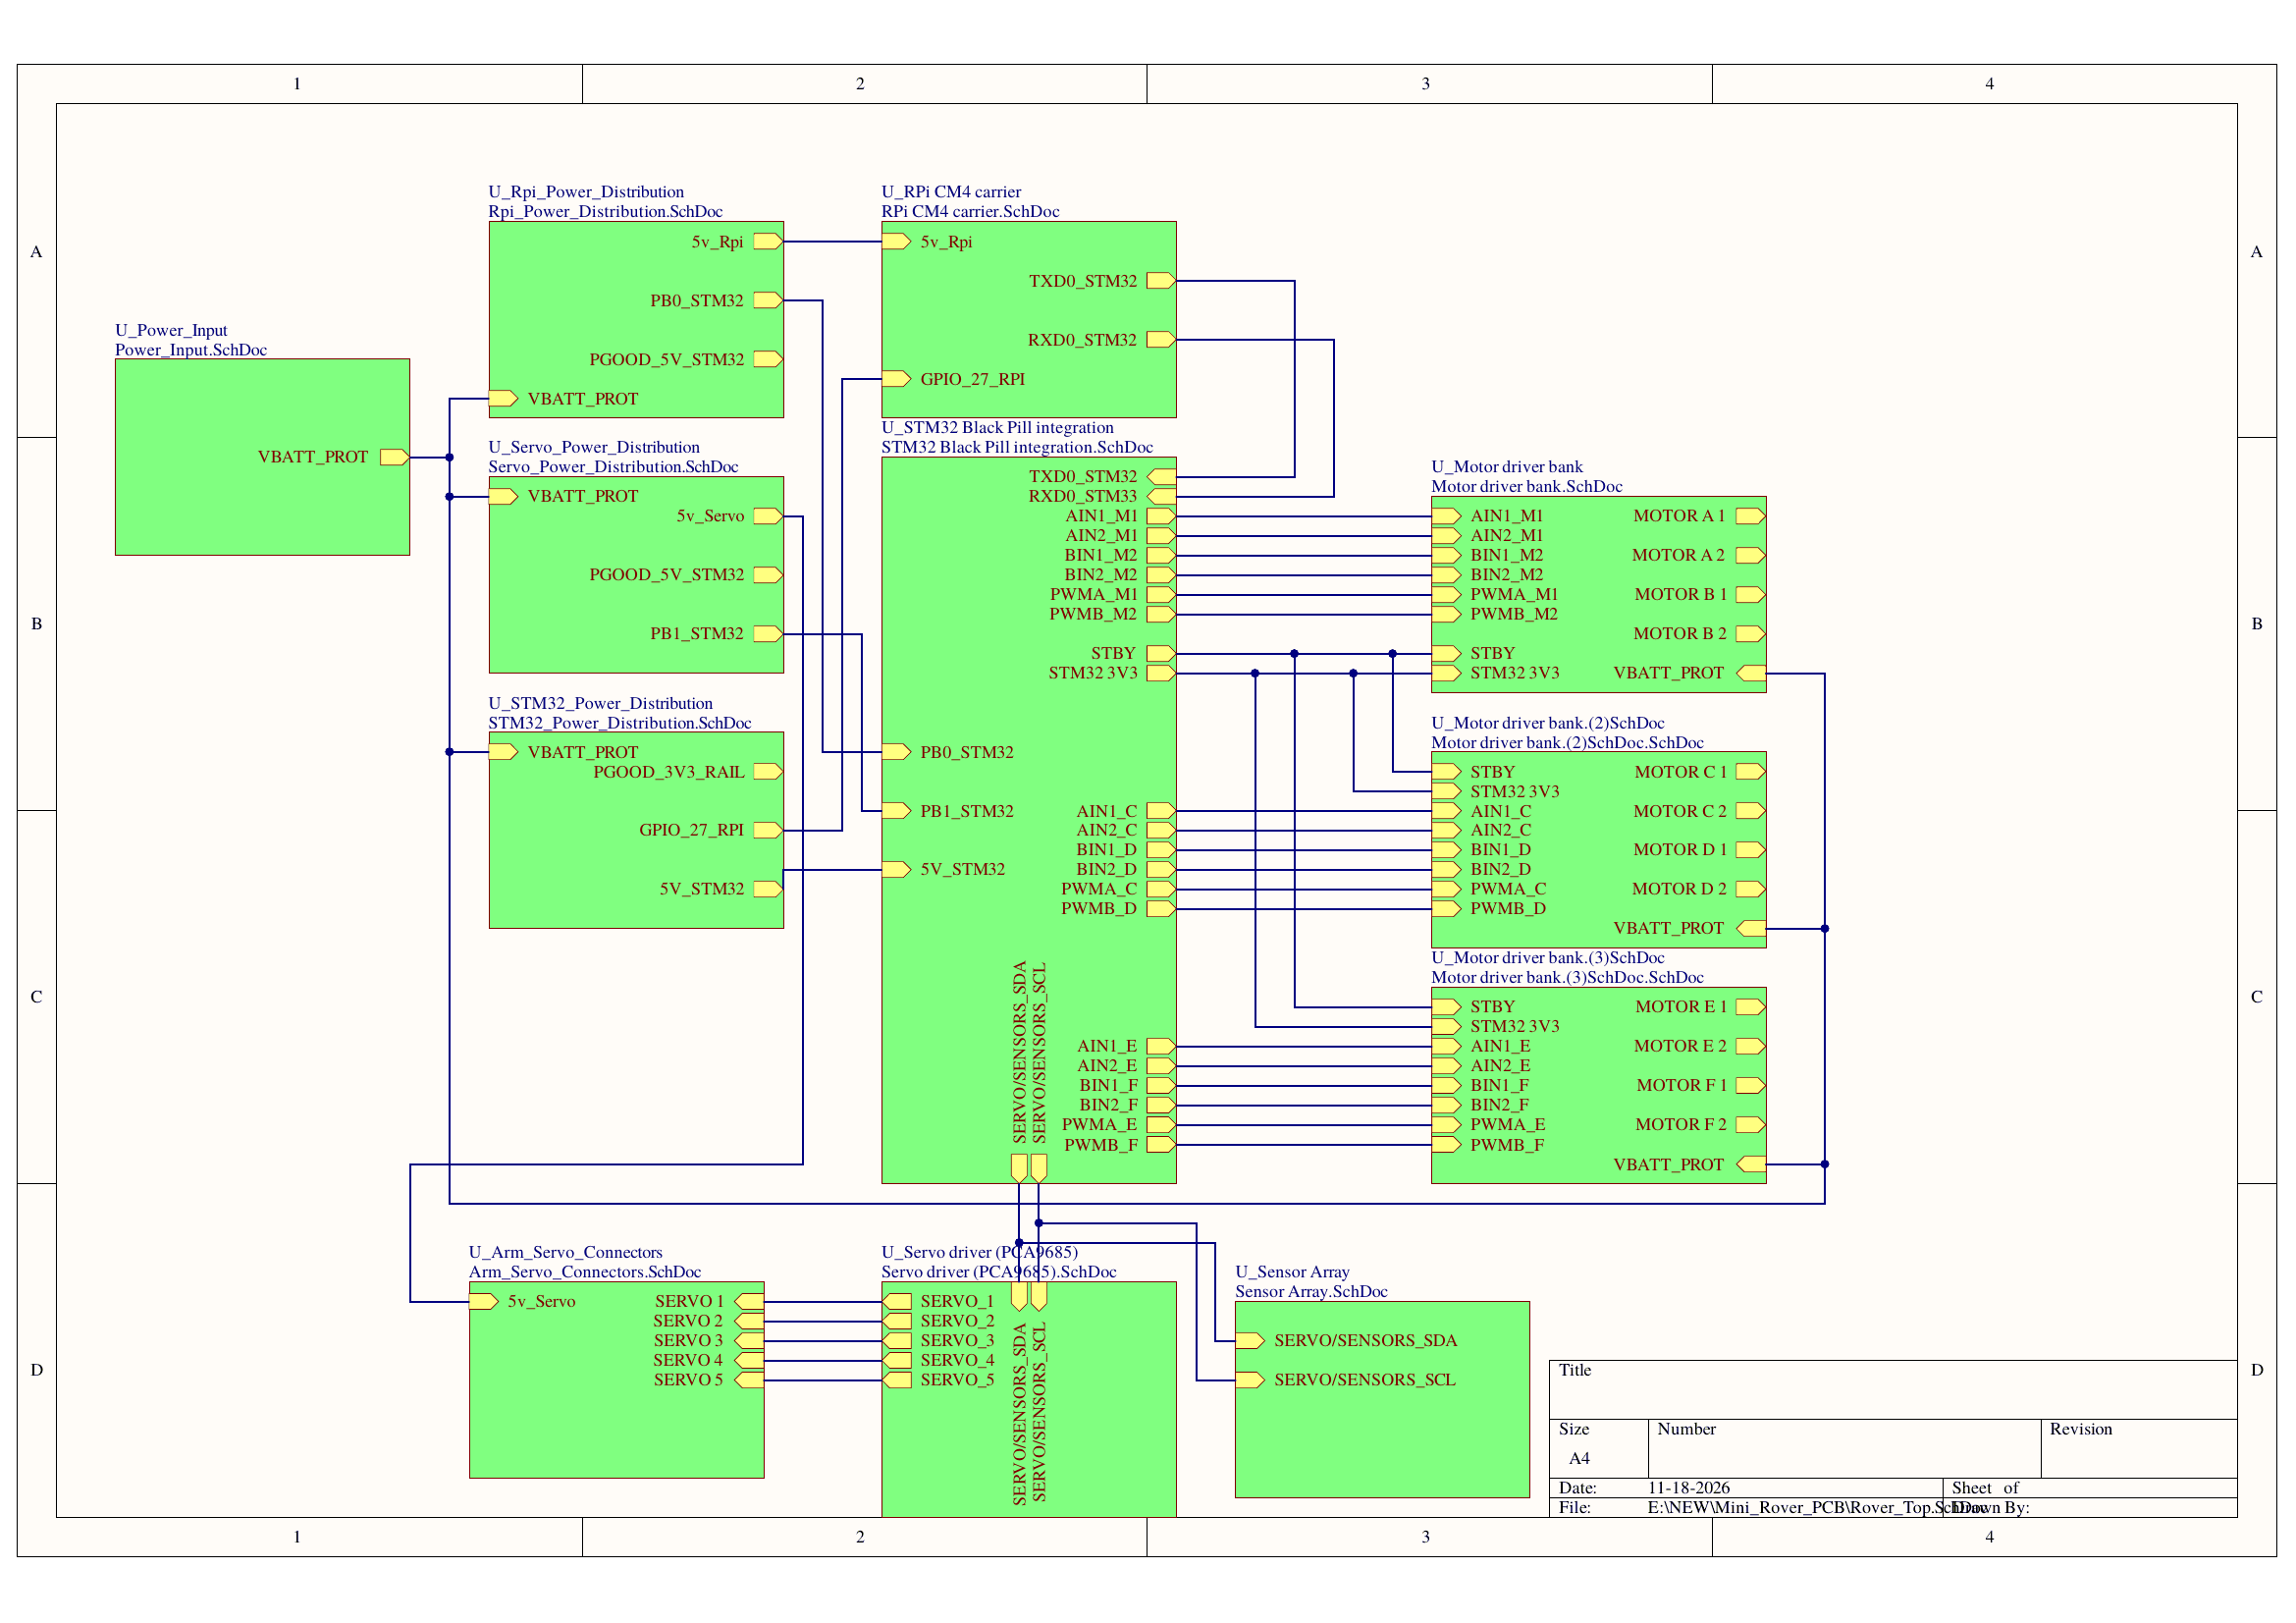 1 2 3 4
A
A
B
B
C
C
D
D
U_Power_Input
Power_Input.SchDoc
VBATT_PROT
U_Rpi_Power_Distribution
Rpi_Power_Distribution.SchDoc
5v_Rpi
PB0_STM32
PGOOD_5V_STM32
VBATT_PROT
U_Servo_Power_Distribution
Servo_Power_Distribution.SchDoc
VBATT_PROT
5v_Servo
PGOOD_5V_STM32
PB1_STM32
U_STM32_Power_Distribution
STM32_Power_Distribution.SchDoc
VBATT_PROT
PGOOD_3V3_RAIL
GPIO_27_RPI
5V_STM32
U_RPi CM4 carrier
RPi CM4 carrier.SchDoc
5v_Rpi
TXD0_STM32
RXD0_STM32
GPIO_27_RPI
U_STM32 Black Pill integration
STM32 Black Pill integration.SchDoc
TXD0_STM32
RXD0_STM33
AIN1_M1
AIN2_M1
BIN1_M2
BIN2_M2
PWMA_M1
PWMB_M2
STBY
STM32 3V3
PB0_STM32
PB1_STM32 AIN1_C
AIN2_C
BIN1_D
5V_STM32 BIN2_D
PWMA_C
PWMB_D
SERVO/SENSORS_SDA
SERVO/SENSORS_SCL
AIN1_E
AIN2_E
BIN1_F
BIN2_F
PWMA_E
PWMB_F
U_Motor driver bank
Motor driver bank.SchDoc
AIN1_M1 MOTOR A 1
AIN2_M1
BIN1_M2 MOTOR A 2
BIN2_M2
PWMA_M1 MOTOR B 1
PWMB_M2
MOTOR B 2
STBY
STM32 3V3 VBATT_PROT
U_Motor driver bank.(2)SchDoc
Motor driver bank.(2)SchDoc.SchDoc
STBY MOTOR C 1
STM32 3V3
AIN1_C MOTOR C 2
AIN2_C
BIN1_D MOTOR D 1
BIN2_D
PWMA_C MOTOR D 2
PWMB_D
VBATT_PROT
U_Motor driver bank.(3)SchDoc
Motor driver bank.(3)SchDoc.SchDoc
STBY MOTOR E 1
STM32 3V3
AIN1_E MOTOR E 2
AIN2_E
BIN1_F MOTOR F 1
BIN2_F
PWMA_E MOTOR F 2
PWMB_F
VBATT_PROT
U_Arm_Servo_Connectors
Arm_Servo_Connectors.SchDoc
5v_Servo SERVO 1
SERVO 2
SERVO 3
SERVO 4
SERVO 5
U_Servo driver (PCA9685)
Servo driver (PCA9685).SchDoc
SERVO_1
SERVO_2
SERVO_3
SERVO_4
SERVO_5
SERVO/SENSORS_SDA
SERVO/SENSORS_SCL
U_Sensor Array
Sensor Array.SchDoc
SERVO/SENSORS_SDA
SERVO/SENSORS_SCL
Title
Size Number Revision
A4
Date: 11-18-2026 Sheet of
File: E:\NEW\Mini_Rover_PCB\Rover_Top.SchDoc Drawn By:
1 2 3 4